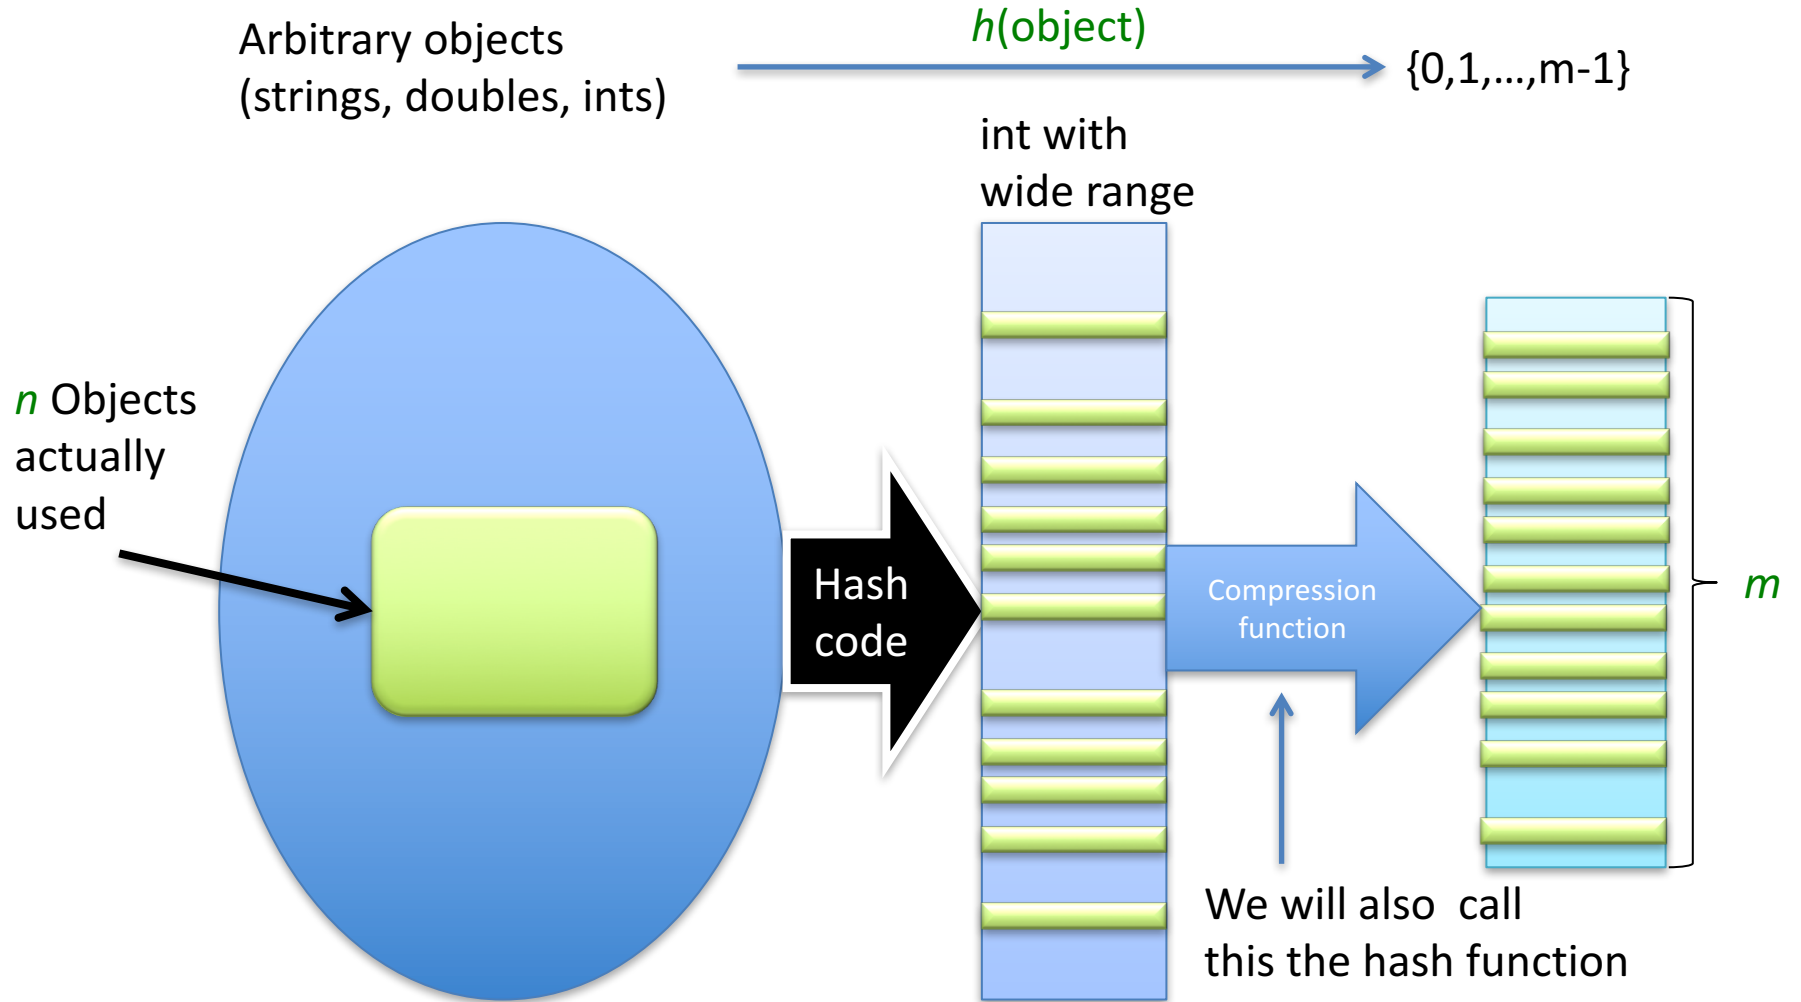 Arbitrary objects
(strings, doubles, ints)
h(object)
{0,1,...,m-1}
int with
wide range
n Objects
actually
used
Hash
code
Compression
function
m
We will also  call
this the hash function